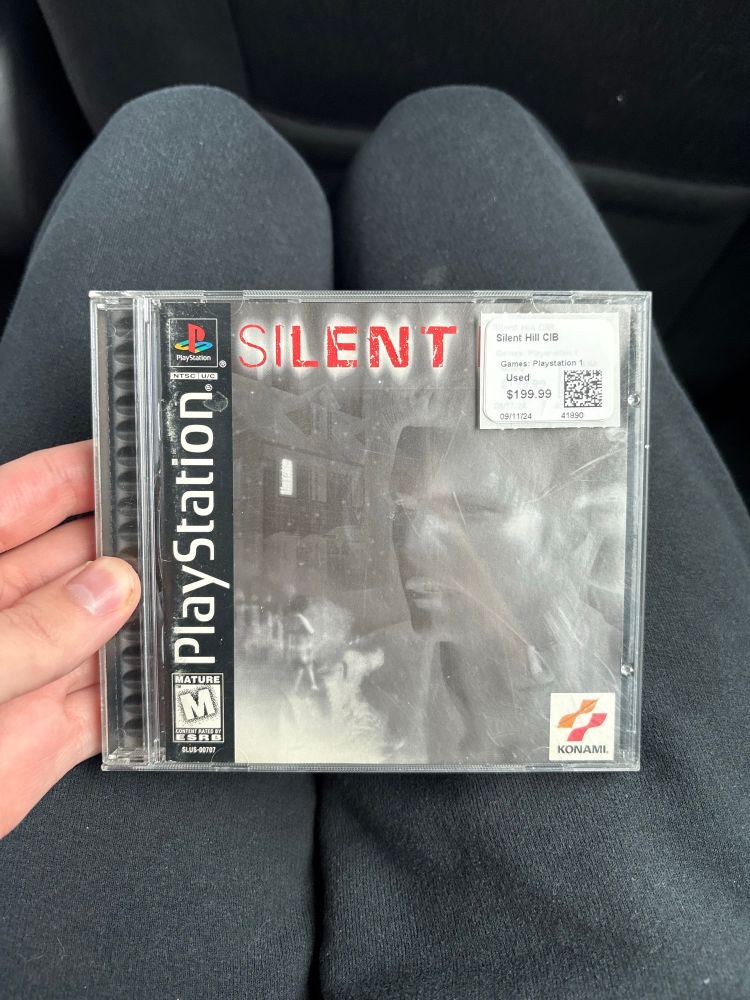 PlayStation
®
NTSC U/C
PlayStation®
MATURE
M
CONTENT RATED BY
ESRB
SLUS-00707
SILENT
Silent Hill CIB
Games: Playstation 1
Used
$199.99
09/11/24 41990
KONAMI.